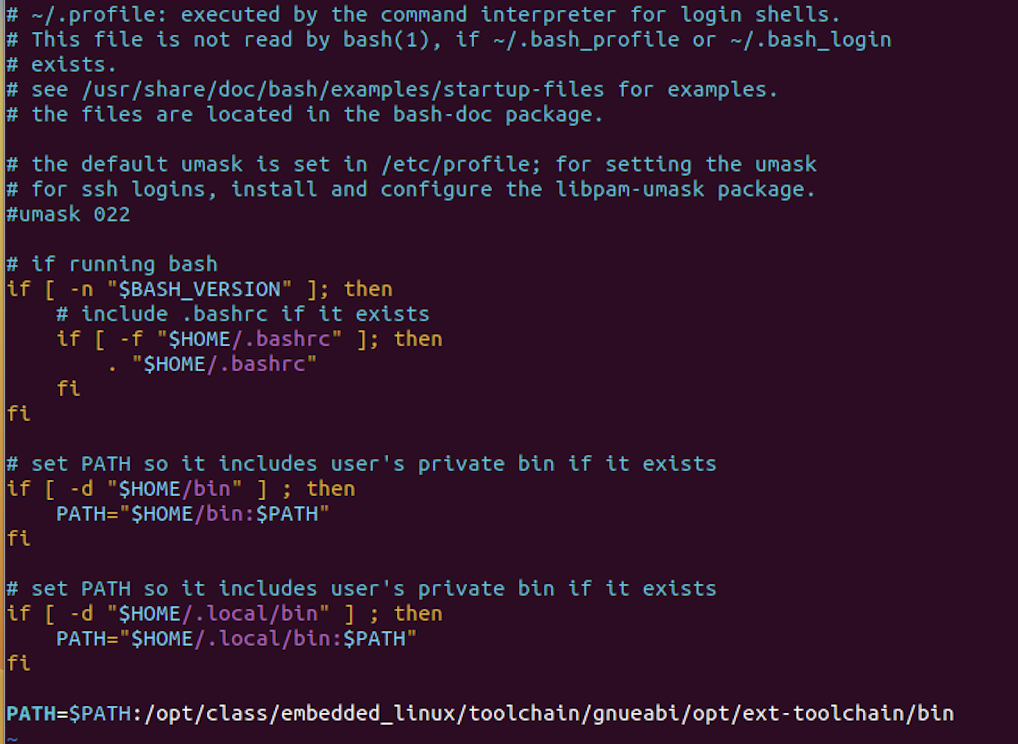 # ~/.profile: executed by the command interpreter for login shells.
# This file is not read by bash(1), if ~/.bash_profile or ~/.bash_login
# exists.
# see /usr/share/doc/bash/examples/startup-files for examples.
# the files are located in the bash-doc package.

# the default umask is set in /etc/profile; for setting the umask
# for ssh logins, install and configure the libpam-umask package.
#umask 022

# if running bash
if [ -n "$BASH_VERSION" ]; then
    # include .bashrc if it exists
    if [ -f "$HOME/.bashrc" ]; then
        . "$HOME/.bashrc"
    fi
fi

# set PATH so it includes user's private bin if it exists
if [ -d "$HOME/bin" ] ; then
    PATH="$HOME/bin:$PATH"
fi

# set PATH so it includes user's private bin if it exists
if [ -d "$HOME/.local/bin" ] ; then
    PATH="$HOME/.local/bin:$PATH"
fi

PATH=$PATH:/opt/class/embedded_linux/toolchain/gnueabi/opt/ext-toolchain/bin
~